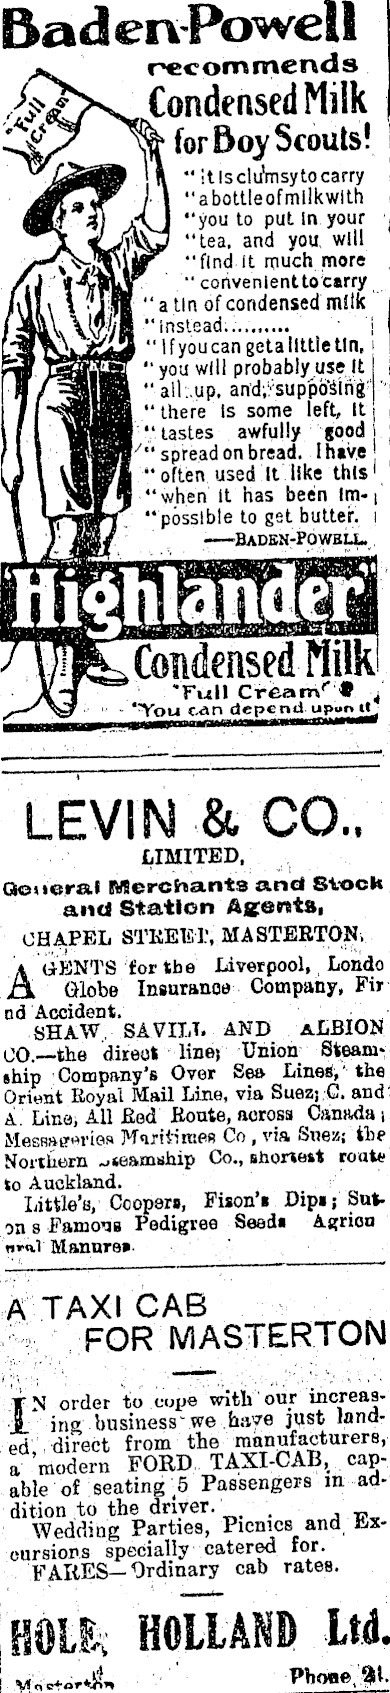 Baden-Powell
recommends
Condensed Milk
for Boy Scouts!
"Full
Cream"
"it is clumsy to carry
"a bottle of milk with
"you to put in your
"tea, and you will
"find it much more
"convenient to carry
"a tin of condensed milk
"instead..........
"If you can get a little tin,
"you will probably use it
"all up, and, supposing
"there is some left, it
"tastes awfully good
"spread on bread. I have
"often used it like this
"when it has been im-
"possible to get butter.
—BADEN-POWELL.
'Highlander'
Condensed Milk
"Full Cream"
"You can depend upon it"
LEVIN & CO.,
LIMITED,
General Merchants and Stock
and Station Agents,
CHAPEL STREET, MASTERTON.
AGENTS for the Liverpool, Londo
Globe Insurance Company, Fir
nd Accident.
SHAW SAVILL AND ALBION
CO.—the direct line; Union Steam-
ship Company's Over Sea Lines, the
Orient Royal Mail Line, via Suez; C. and
A. Line, All Red Route, across Canada;
Messageries Maritimes Co, via Suez; the
Northern Steamship Co., shortest route
to Auckland.
Little's, Coopers, Fison's Dips; Sut-
on s Famous Pedigree Seeds Agricu
ural Manures.
A TAXI CAB
FOR MASTERTON
IN order to cope with our increas-
ing business we have just land-
ed, direct from the manufacturers,
a modern FORD TAXI-CAB, cap-
able of seating 5 Passengers in ad-
dition to the driver.
Wedding Parties, Picnics and Ex-
cursions specially catered for.
FARES—Ordinary cab rates.
HOLE, HOLLAND Ltd.
Masterton Phone 21.